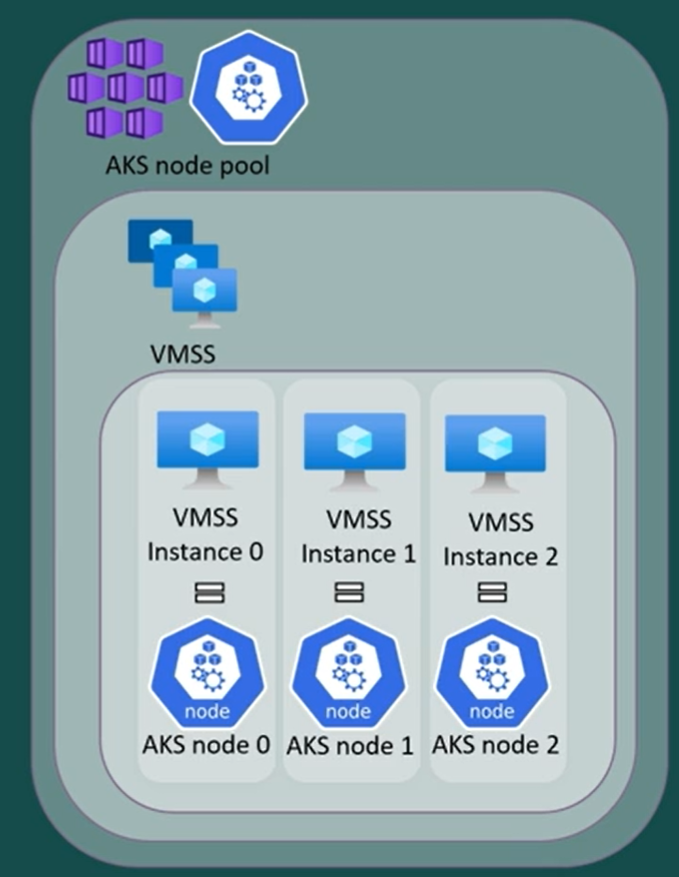 AKS node pool
VMSS
VMSS
Instance 0
VMSS
Instance 1
VMSS
Instance 2
node
AKS node 0
node
AKS node 1
node
AKS node 2